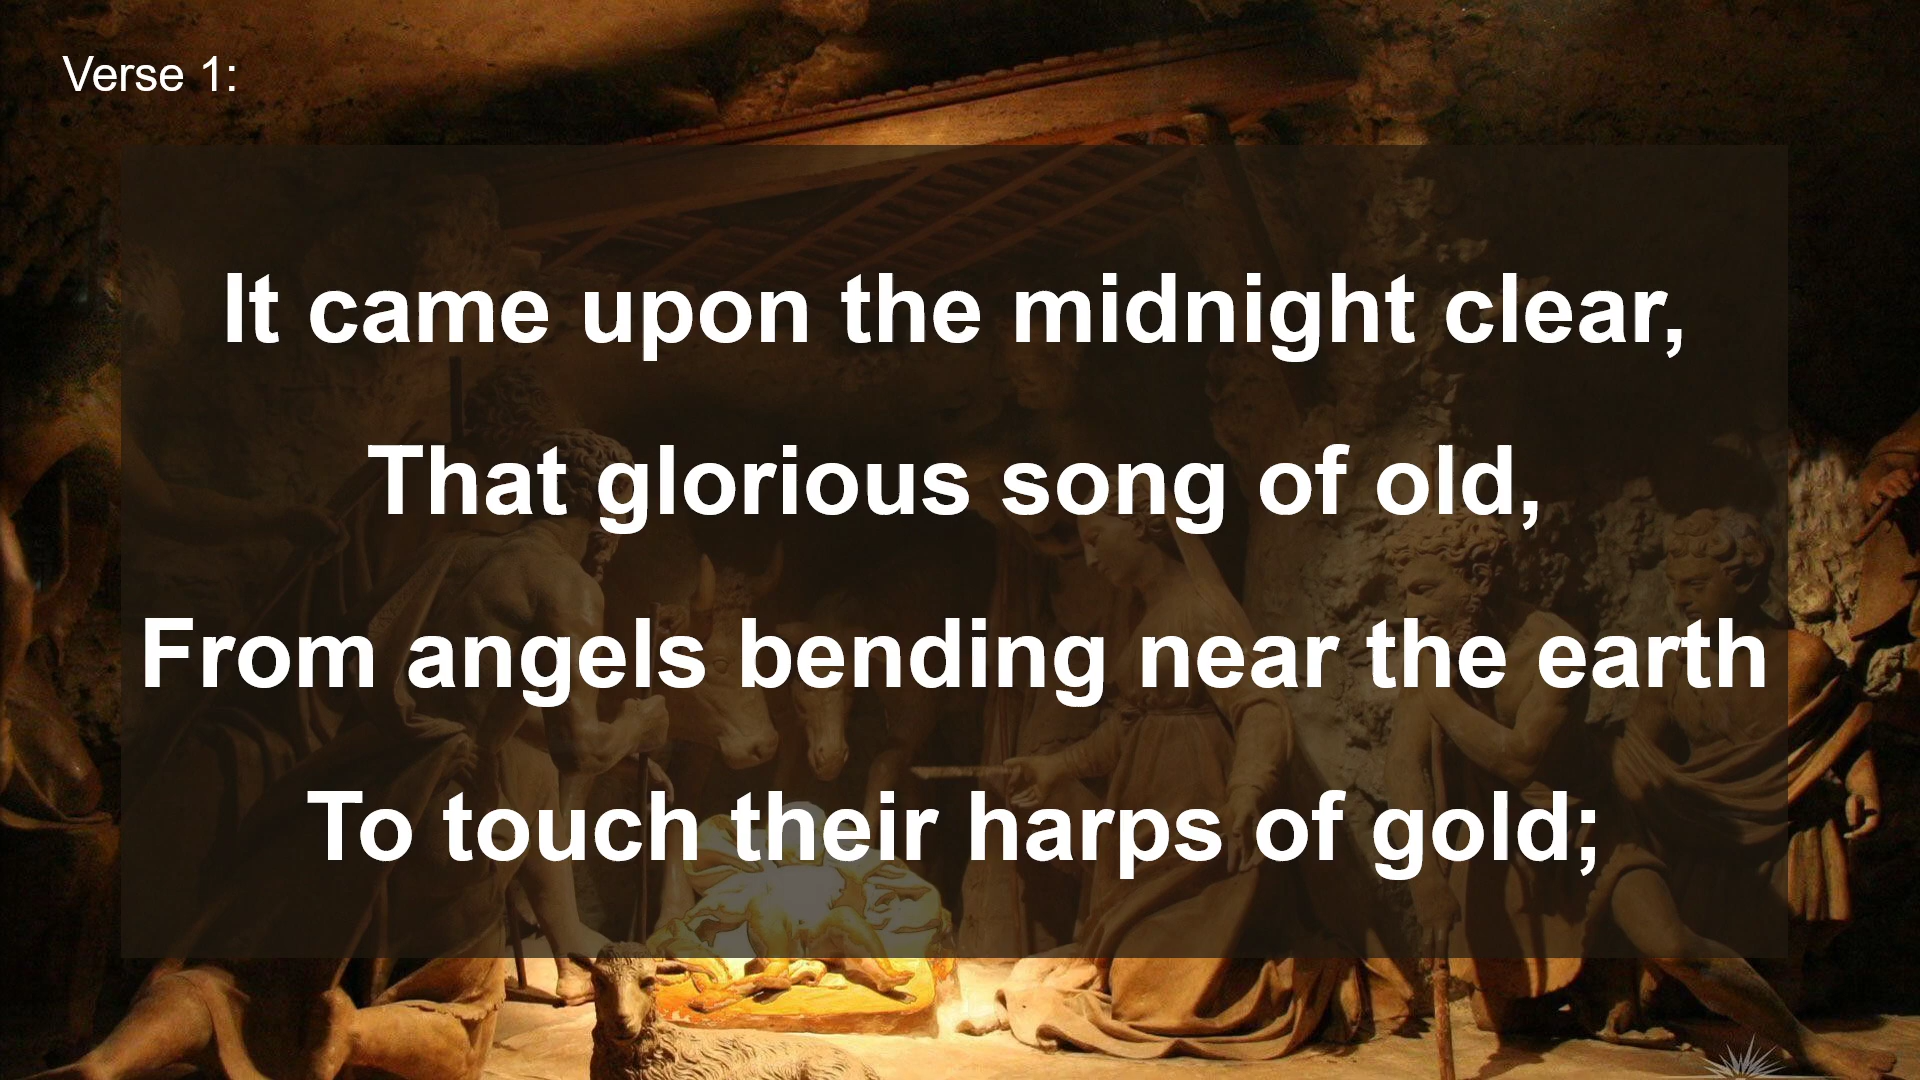 Verse 1:
It came upon the midnight clear,
That glorious song of old,
From angels bending near the earth
To touch their harps of gold;